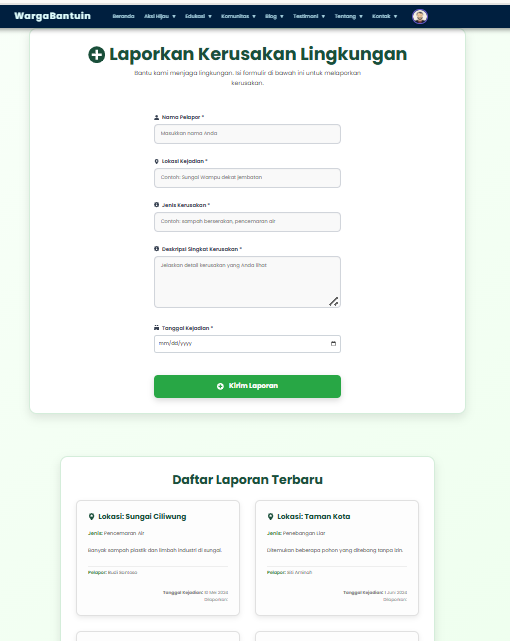 WargaBantuin Beranda Aksi Hijau Edukasi Komunitas Blog Testimoni Tentang Kontak
Laporkan Kerusakan Lingkungan
Bantu kami menjaga lingkungan. Isi formulir di bawah ini untuk melaporkan
kerusakan.
Nama Pelapor *
Masukkan nama Anda
Lokasi Kejadian *
Contoh: Sungai Wampu dekat jembatan
Jenis Kerusakan *
Contoh: sampah berserakan, pencemaran air
Deskripsi Singkat Kerusakan *
Jelaskan detail kerusakan yang Anda lihat
Tanggal Kejadian *
mm/dd/yyyy
Kirim Laporan
Daftar Laporan Terbaru
Lokasi: Sungai Ciliwung
Jenis: Pencemaran Air
Banyak sampah plastik dan limbah industri di sungai.
Pelapor: Budi Santoso
Tanggal Kejadian: 31 Mei 2024
Dilaporkan:
Lokasi: Taman Kota
Jenis: Penebangan Liar
Ditemukan beberapa pohon yang ditebang tanpa izin.
Pelapor: Siti Aminah
Tanggal Kejadian: 1 Juni 2024
Dilaporkan: